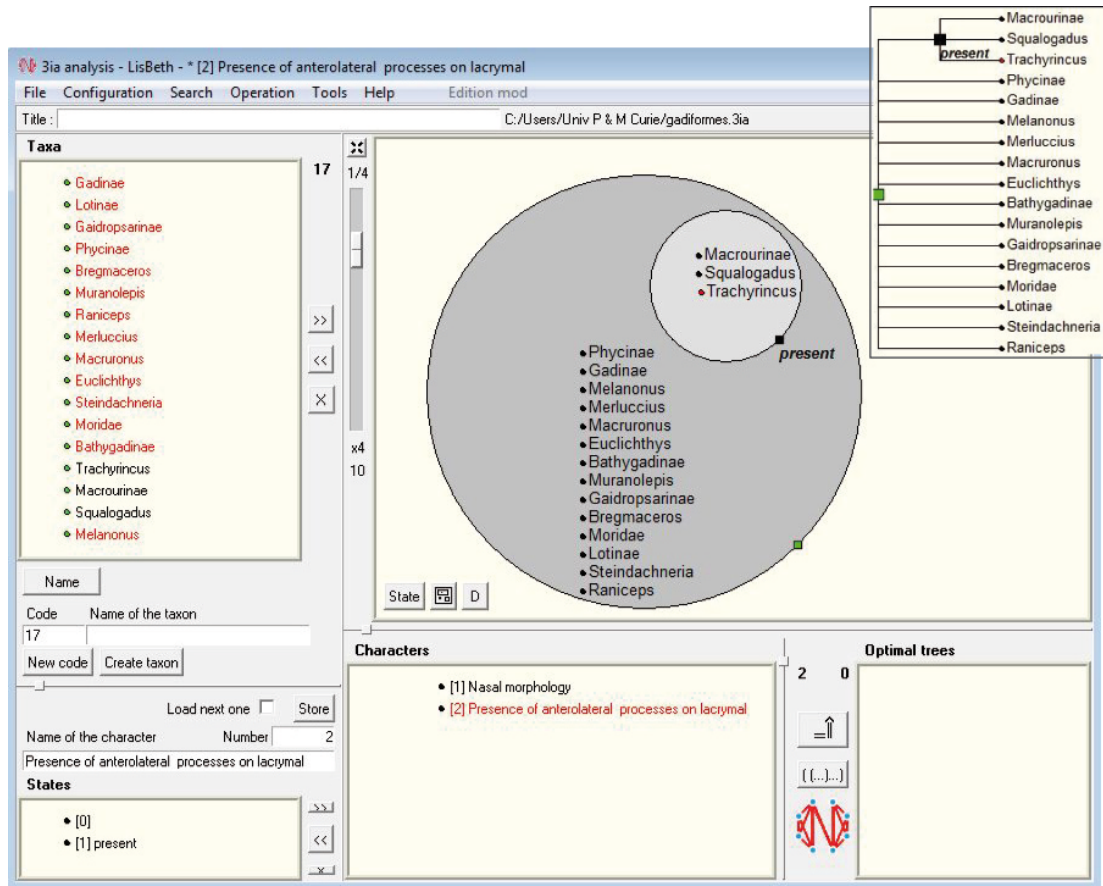 Macrourinae
Squalogadus
present
Trachyrincus
Phycinae
Gadinae
Melanonus
Merluccius
Macruronus
Euclichthys
Bathygadinae
Muranolepis
Gaidropsarinae
Bregmaceros
Moridae
Lotinae
Steindachneria
Raniceps
3ia analysis - LisBeth - * [2] Presence of anterolateral processes on lacrymal
File Configuration Search Operation Tools Help Edition mod
Title : C:/Users/Univ P & M Curie/gadiformes.3ia
Taxa
17
Gadinae
Lotinae
Gaidropsarinae
Phycinae
Bregmaceros
Muranolepis
Raniceps
Merluccius
Macruronus
Euclichthys
Steindachneria
Moridae
Bathygadinae
Trachyrincus
Macrourinae
Squalogadus
Melanonus
>>
<<
X
1/4
x4
10
Macrourinae
Squalogadus
Trachyrincus
present
Phycinae
Gadinae
Melanonus
Merluccius
Macruronus
Euclichthys
Bathygadinae
Muranolepis
Gaidropsarinae
Bregmaceros
Moridae
Lotinae
Steindachneria
Raniceps
State D
Name
Code Name of the taxon
17
New code Create taxon
Load next one Store
Name of the character Number 2
Presence of anterolateral processes on lacrymal
States
[0]
[1] present
>>
<<
X
Characters
[1] Nasal morphology
[2] Presence of anterolateral processes on lacrymal
2 0
((...)...)
Optimal trees